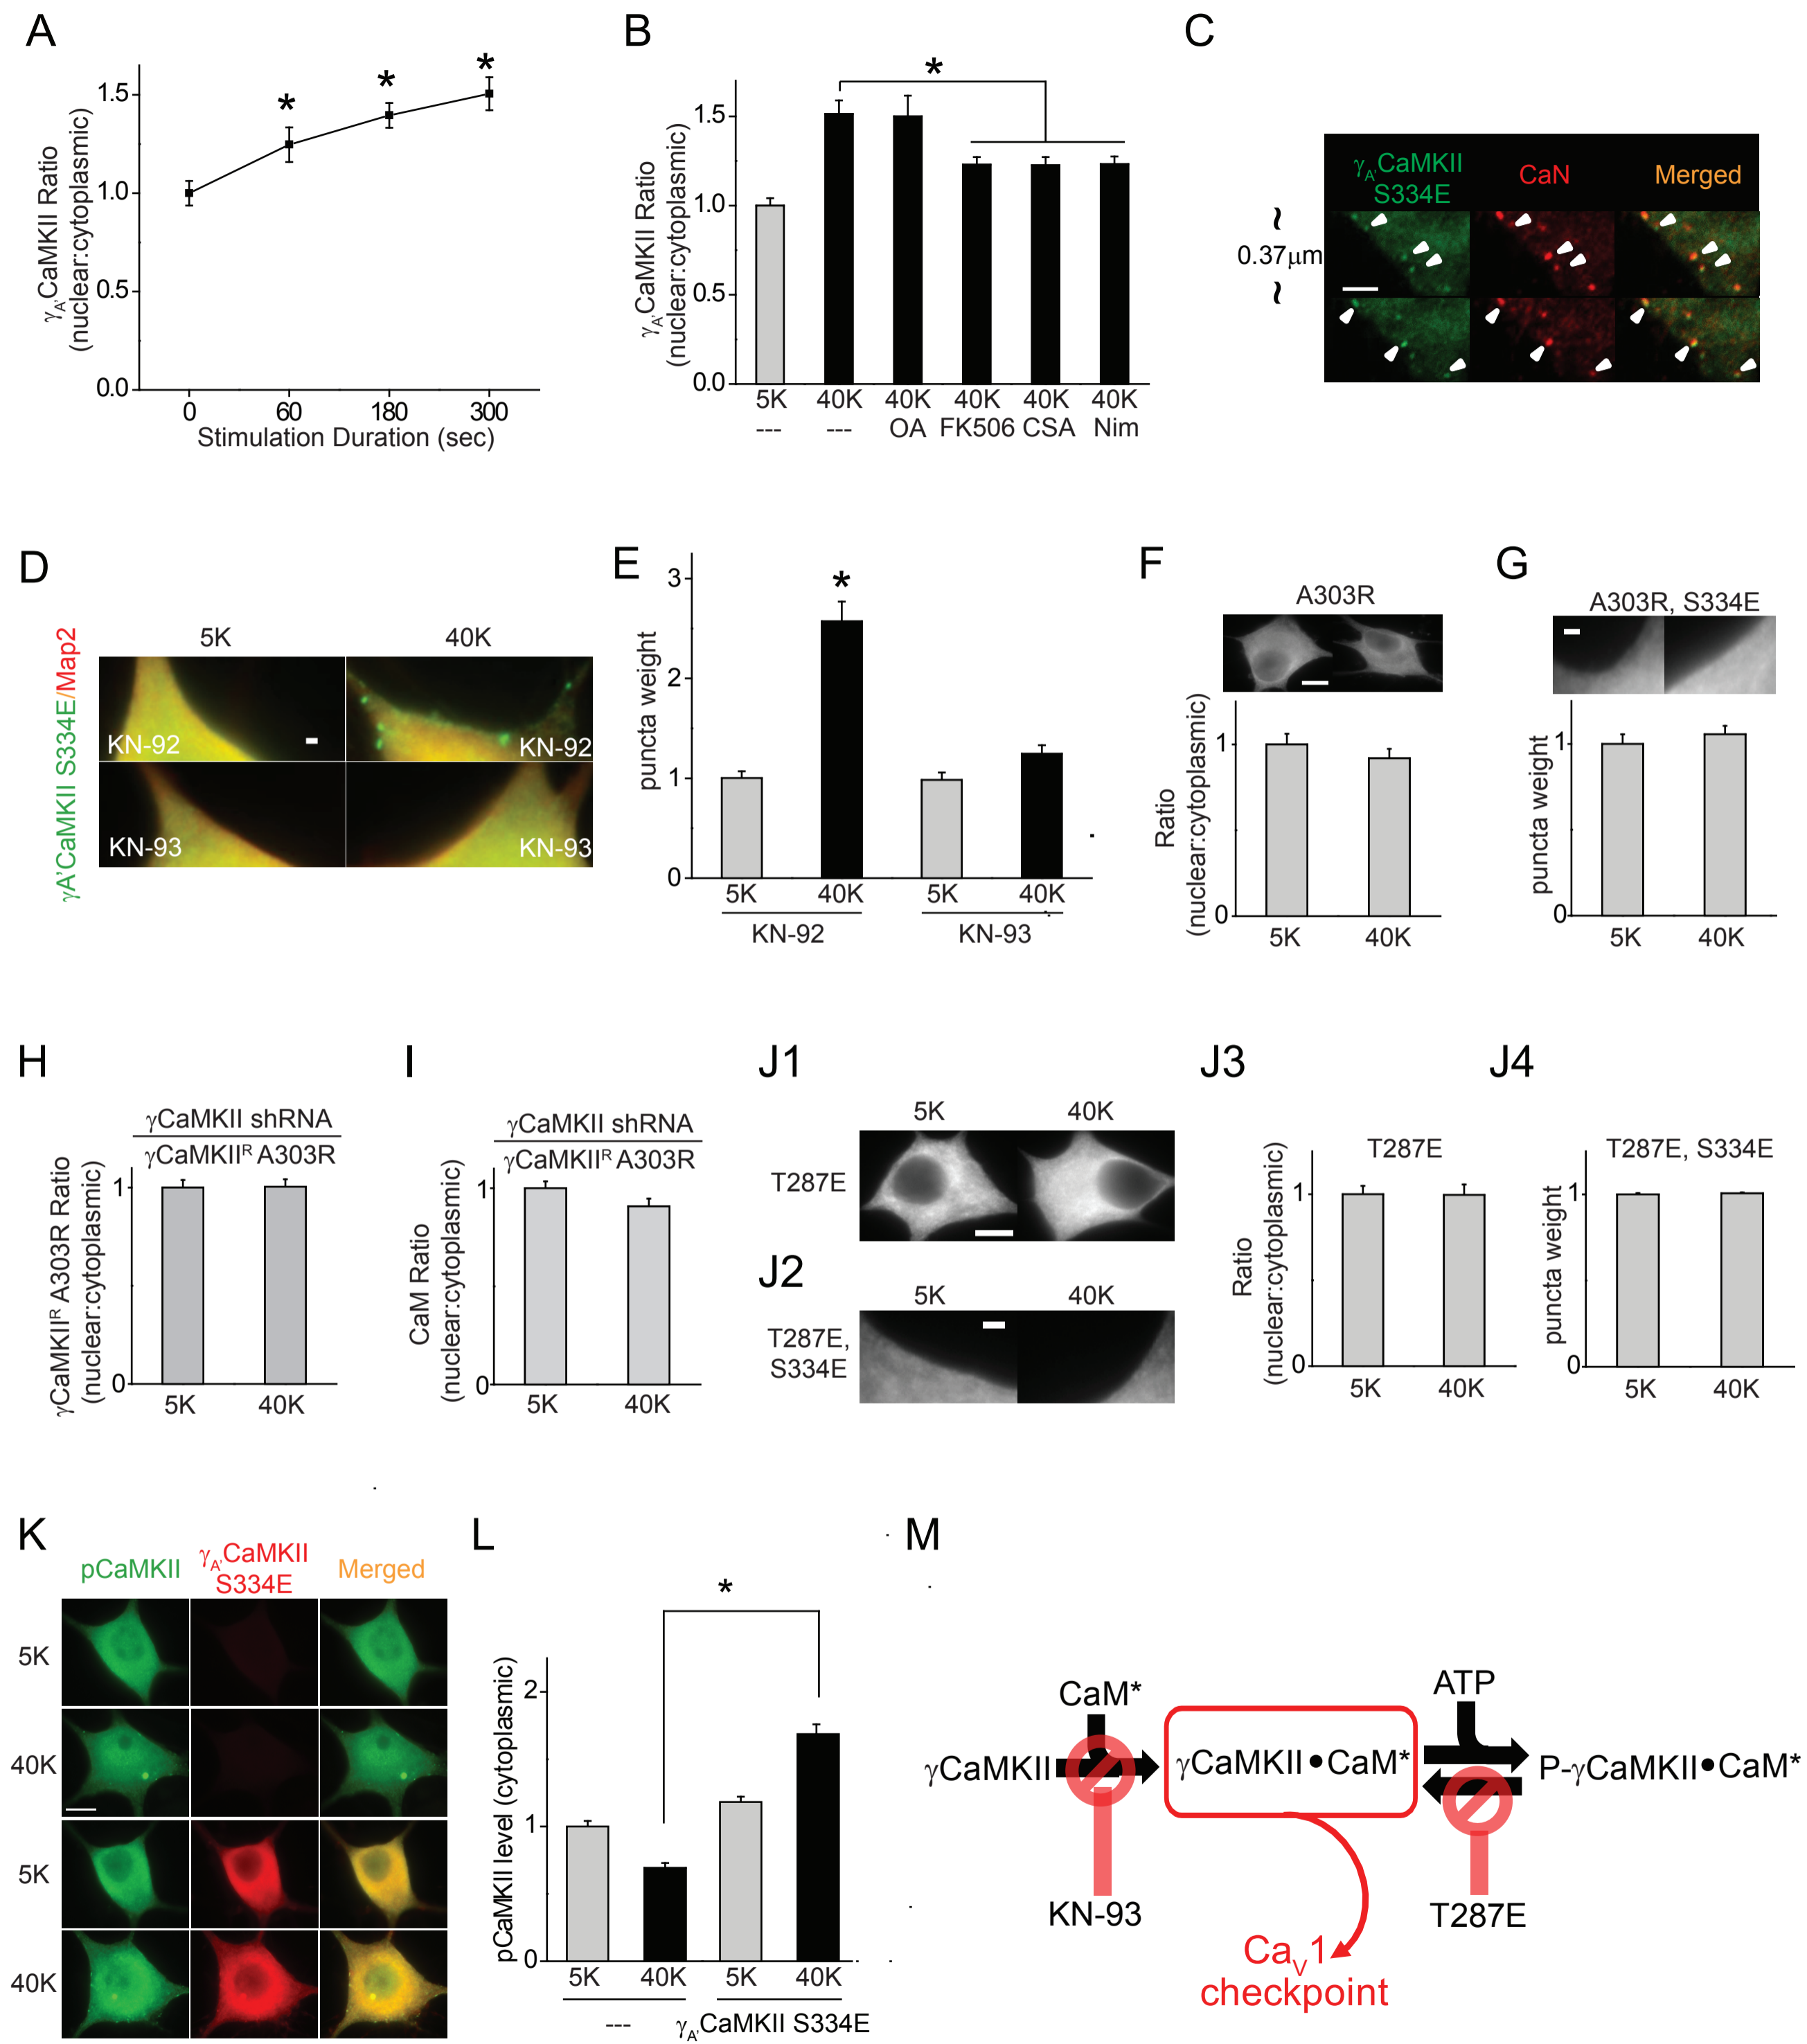 A
γA'CaMKII Ratio
(nuclear:cytoplasmic)
1.5
1.0
0.5
0.0
* * *
0 60 180 300
Stimulation Duration (sec)
B
γA'CaMKII Ratio
(nuclear:cytoplasmic)
1.5
1.0
0.5
0.0
*
5K 40K 40K 40K 40K 40K
--- --- OA FK506 CSA Nim
C
γA'CaMKII
S334E
CaN
Merged
~
0.37μm
~
D
γA'CaMKII S334E/Map2
5K 40K
KN-92 KN-92
KN-93 KN-93
E
puncta weight
3
2
1
0
*
5K 40K 5K 40K
KN-92 KN-93
F
A303R
Ratio
(nuclear:cytoplasmic)
1
0
5K 40K
G
A303R, S334E
puncta weight
1
0
5K 40K
H
γCaMKII shRNA
γCaMKIIᴿ A303R
γCaMKIIᴿ A303R Ratio
(nuclear:cytoplasmic)
1
0
5K 40K
I
γCaMKII shRNA
γCaMKIIᴿ A303R
CaM Ratio
(nuclear:cytoplasmic)
1
0
5K 40K
J1
5K 40K
T287E
J2
5K 40K
T287E,
S334E
J3
T287E
Ratio
(nuclear:cytoplasmic)
1
0
5K 40K
J4
T287E, S334E
puncta weight
1
0
5K 40K
K
pCaMKII
γA'CaMKII
S334E
Merged
5K
40K
5K
40K
L
pCaMKII level (cytoplasmic)
2
1
0
*
5K 40K 5K 40K
--- γA'CaMKII S334E
M
CaM*
ATP
γCaMKII
γCaMKII•CaM*
P-γCaMKII•CaM*
KN-93
T287E
CaV1
checkpoint